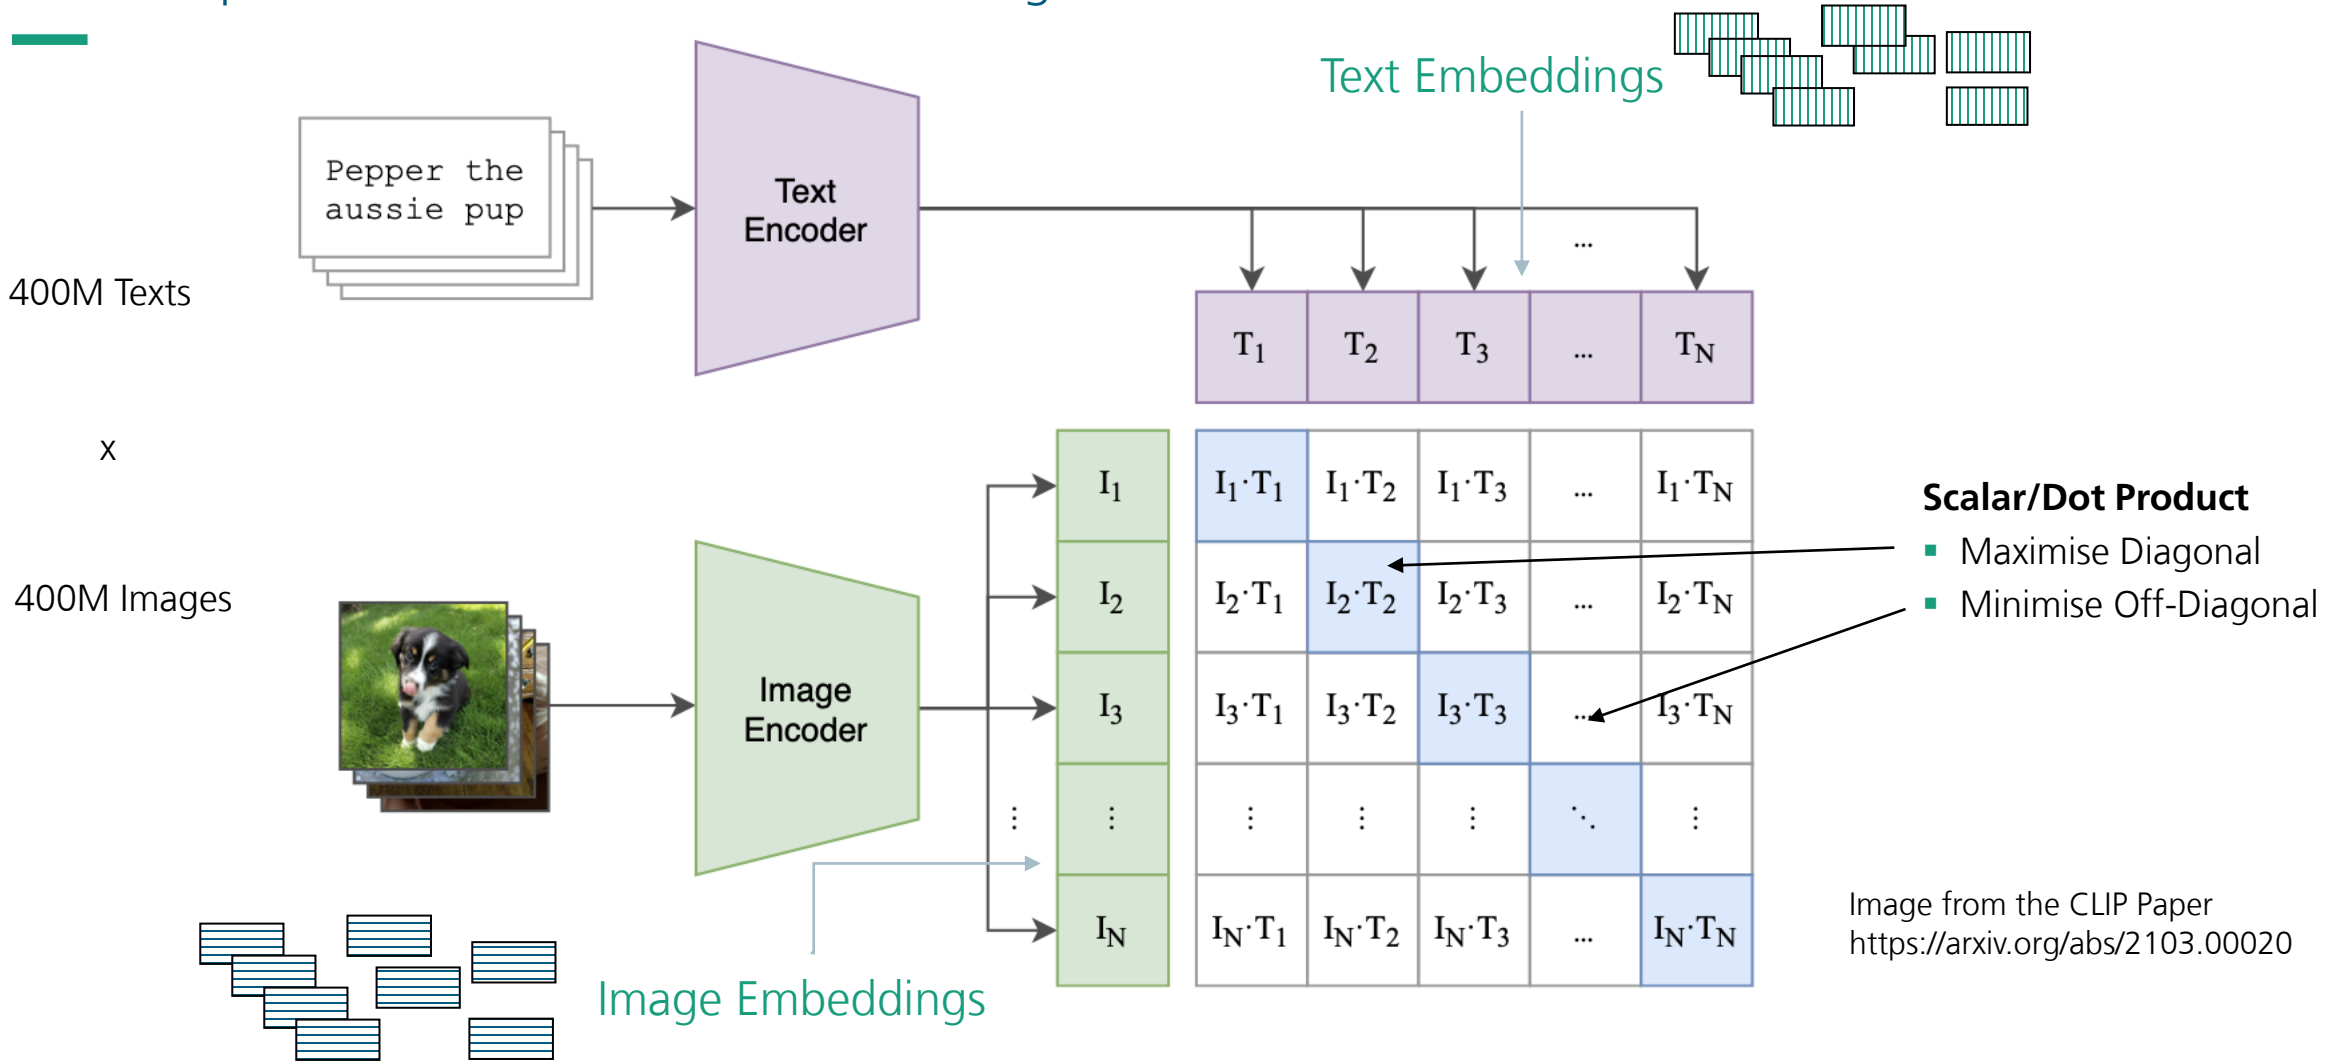 Text Embeddings
Pepper the
aussie pup
Text
Encoder
...
400M Texts
T1 T2 T3 ... TN
x
I1 I1·T1 I1·T2 I1·T3 ... I1·TN
Scalar/Dot Product
▪ Maximise Diagonal
▪ Minimise Off-Diagonal
400M Images
I2 I2·T1 I2·T2 I2·T3 ... I2·TN
Image
Encoder
I3 I3·T1 I3·T2 I3·T3 ... I3·TN
⋮ ⋮ ⋮ ⋮ ⋮ ⋱ ⋮
IN IN·T1 IN·T2 IN·T3 ... IN·TN
Image Embeddings
Image from the CLIP Paper
https://arxiv.org/abs/2103.00020